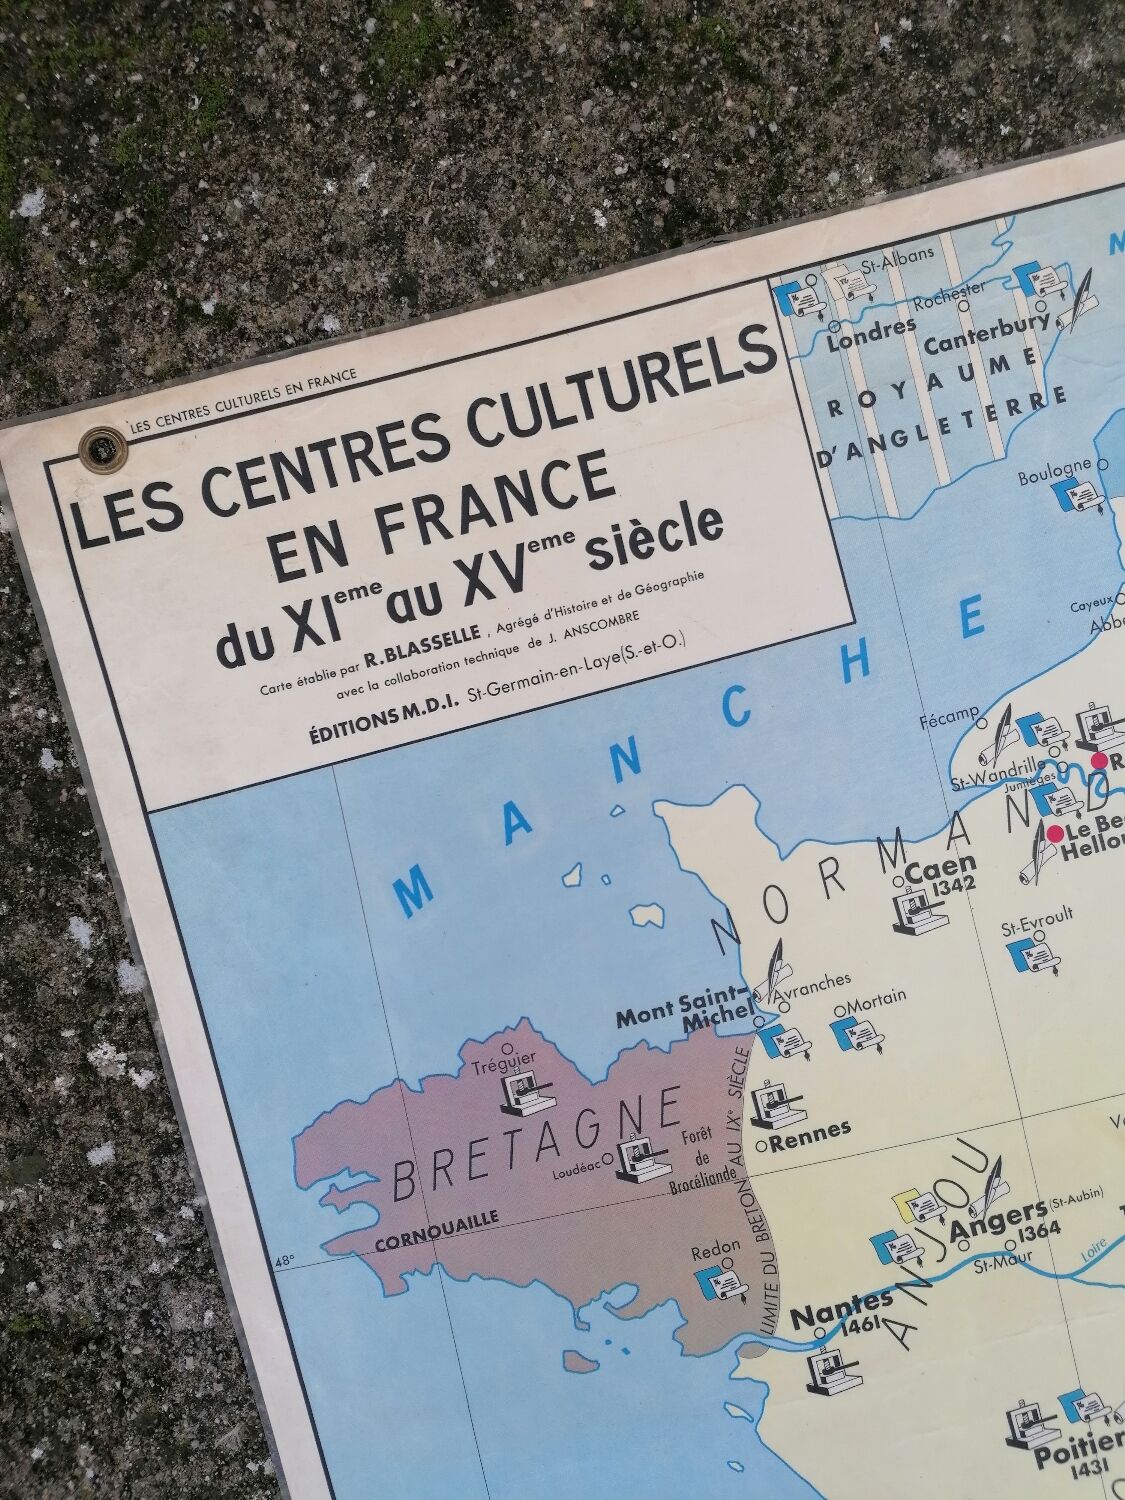 LES CENTRES CULTURELS EN FRANCE
LES CENTRES CULTURELS
EN FRANCE
du XIeme au XVeme siècle
Carte établie par R.BLASSELLE, Agrégé d'Histoire et de Géographie
avec la collaboration technique de J. ANSCOMBRE
ÉDITIONS M.D.I. St-Germain-en-Laye(S.-et-O.)
St-Albans
Rochester
Londres
Canterbury
ROYAUME
D'ANGLETERRE
Boulogne
Cayeux
MANCHE
Fécamp
St-Wandrille
Jumièges
NORMAND
Caen
1342
St-Evroult
Avranches
Mont Saint-
Michel
Mortain
Tréguier
BRETAGNE
Loudéac
Forêt
de
Brocéliande
LIMITE DU BRETON AU IXe SIÈCLE
Rennes
CORNOUAILLE
48°
Redon
ANJOU
Angers (St-Aubin)
1364
St-Maur
Loire
Nantes
1461
1431